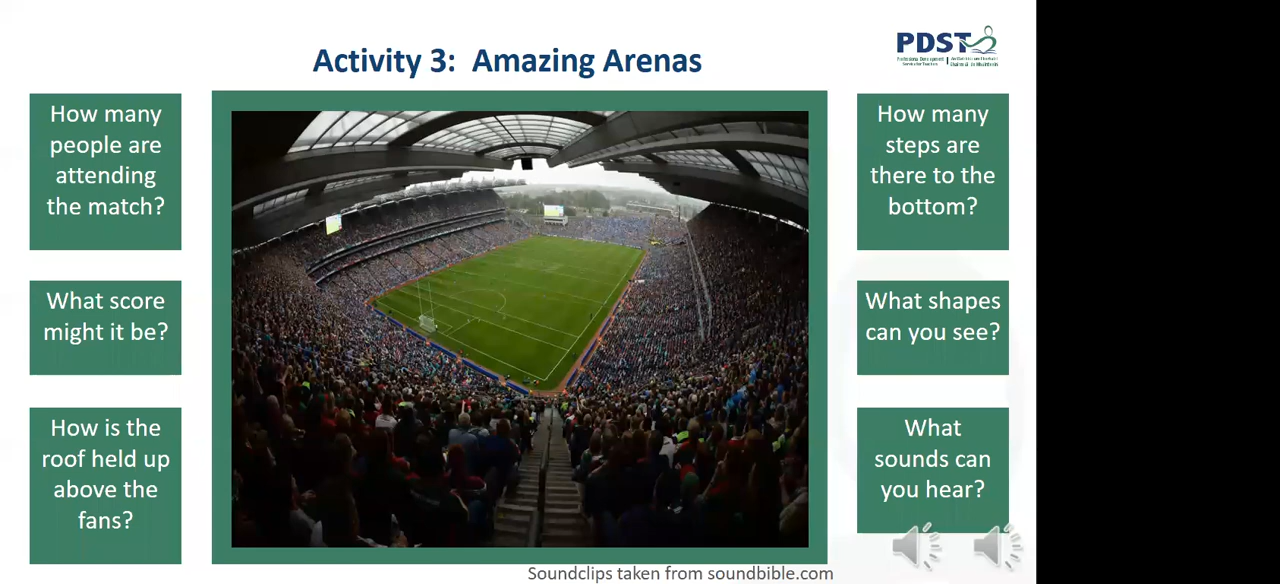 Activity 3: Amazing Arenas
PDST
How many
people are
attending
the match?
What score
might it be?
How is the
roof held up
above the
fans?
How many
steps are
there to the
bottom?
What shapes
can you see?
What
sounds can
you hear?
Soundclips taken from soundbible.com